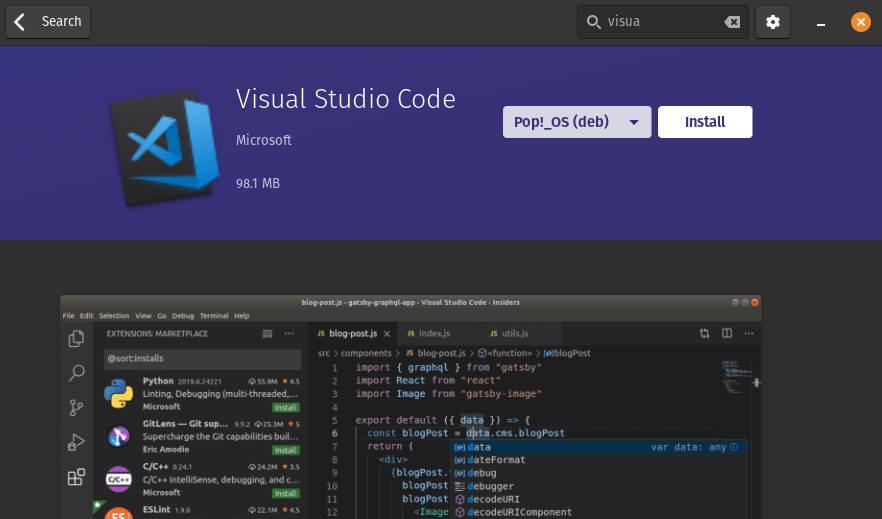 Search
visua
Visual Studio Code
Microsoft
98.1 MB
Pop!_OS (deb)
Install
blog-post.js - gatsby-graphql-app - Visual Studio Code - Insiders
File Edit Selection View Go Debug Terminal Help
EXTENSIONS: MARKETPLACE
@sort:installs
Python 2019.6.24221 55.9M 4.5
Linting, Debugging (multi-threaded,...
Microsoft Install
GitLens — Git sup... 9.9.2 25.3M 5
Supercharge the Git capabilities buil...
Eric Amodio Install
C/C++
C/C++ 0.24.1 24.2M 3.5
C/C++ IntelliSense, debugging, and c...
Microsoft Install
ESLint 1.9.0 22.1M 4.5
JS blog-post.js JS index.js JS utils.js
src > components > JS blog-post.js > <function> > blogPost
1 import { graphql } from "gatsby"
2 import React from "react"
3 import Image from "gatsby-image"
4
5 export default ({ data }) => {
6 const blogPost = data.cms.blogPost
7 return (
8 <div>
9 {blogPost.
10 blogPost
11 blogPost
12 <Image
data var data: any
dateFormat
debug
debugger
decodeURI
decodeURIComponent